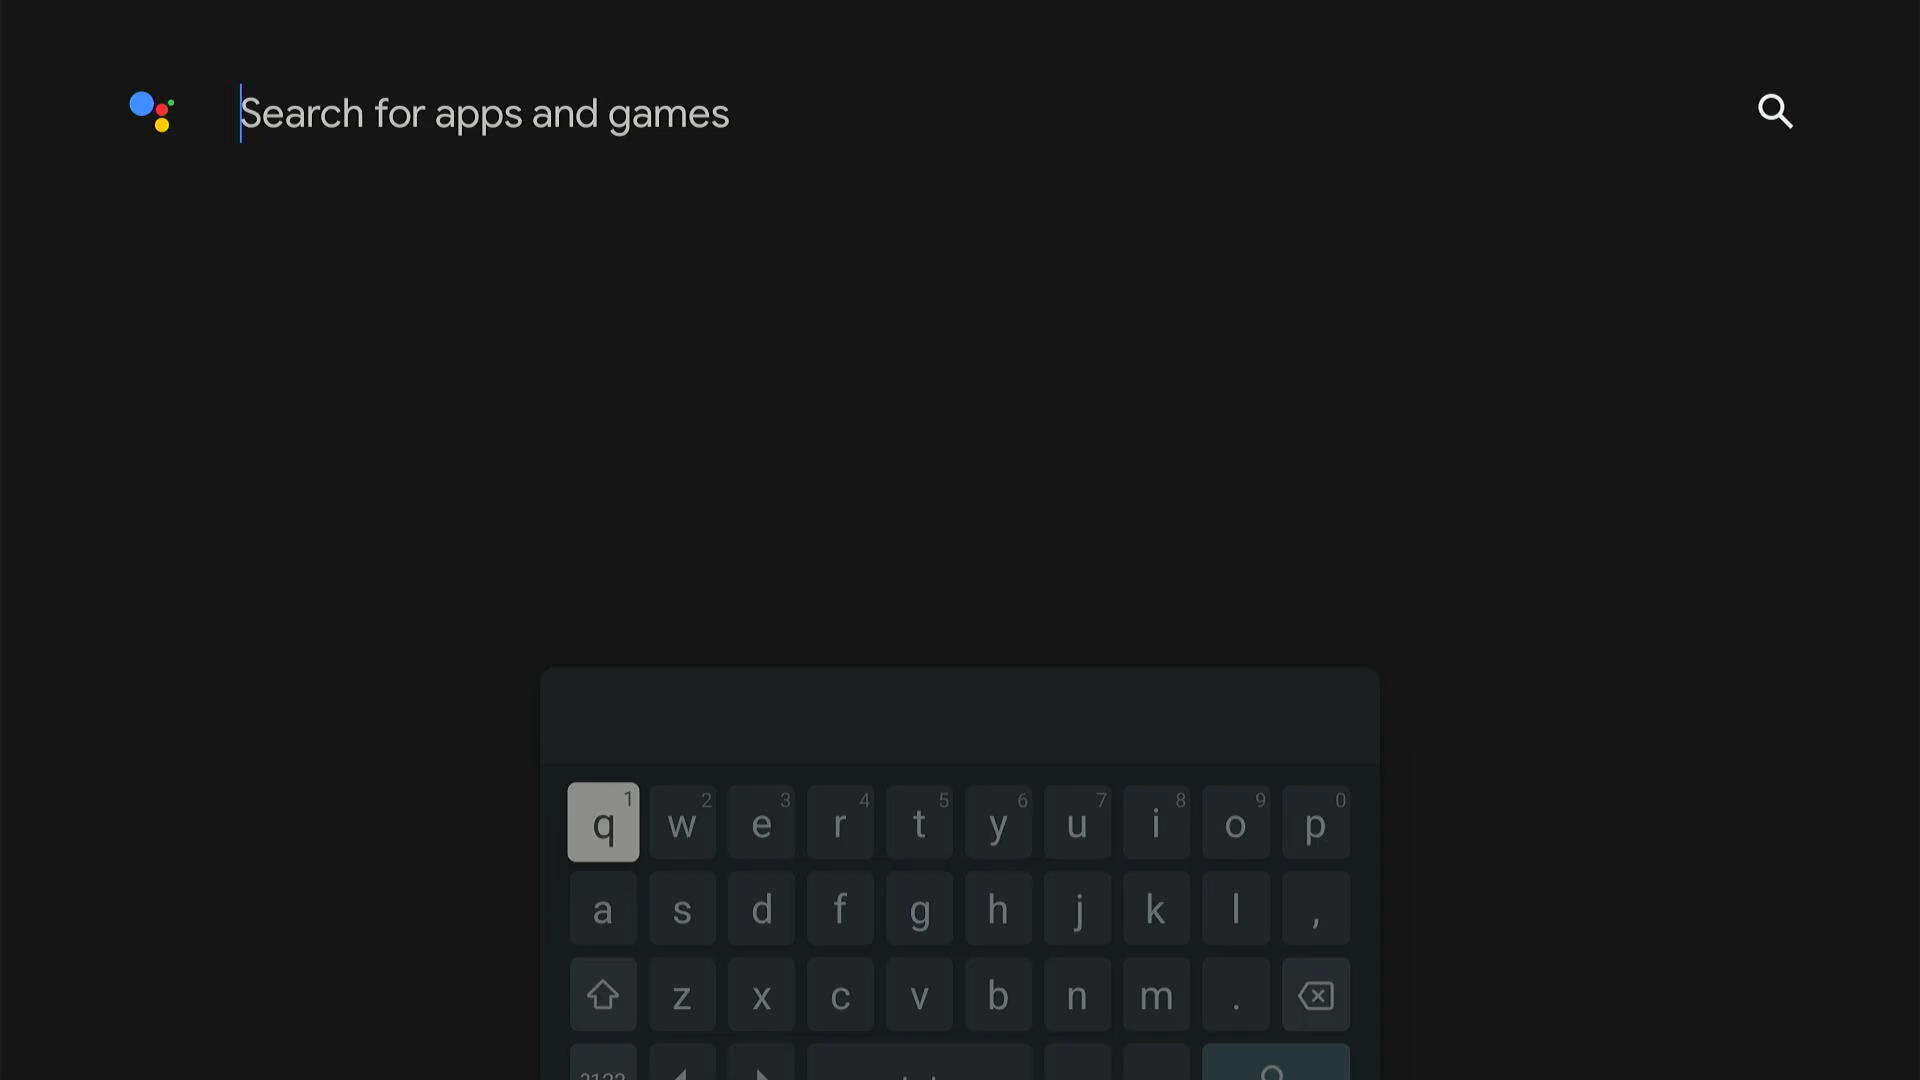 Search for apps and games
q 1 w 2 e 3 r 4 t 5 y 6 u 7 i 8 o 9 p 0
a s d f g h j k l ,
z x c v b n m .